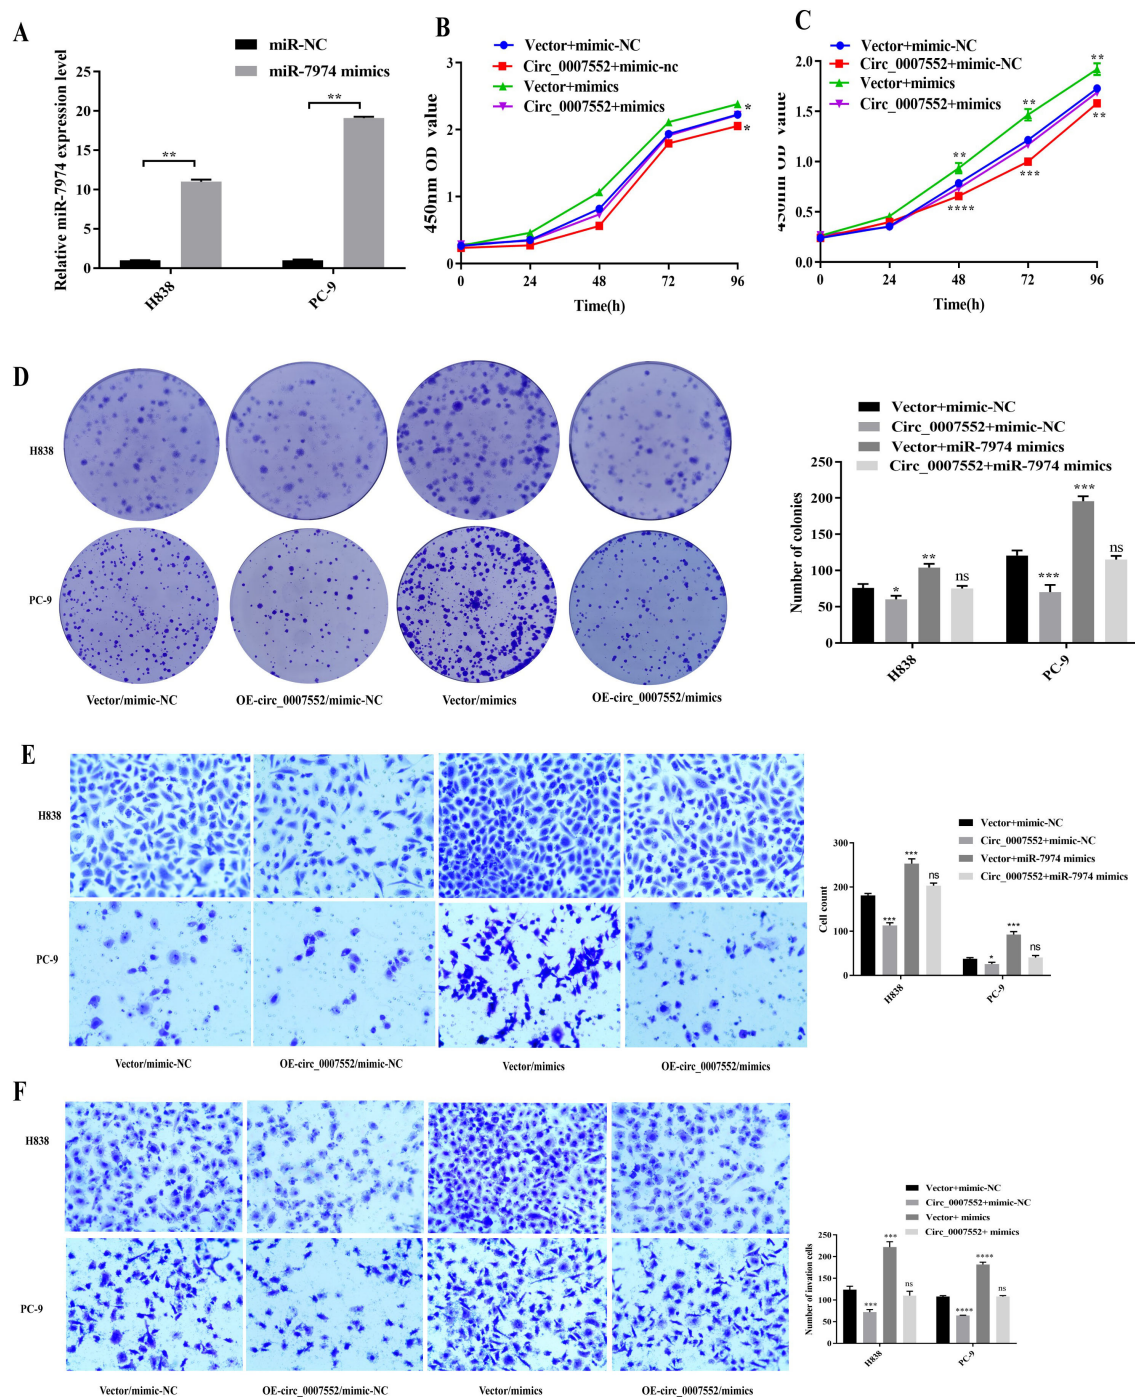 A
miR-NC
miR-7974 mimics
Relative miR-7974 expression level
25
20
15
10
5
0
**
**
H838
PC-9
B
Vector+mimic-NC
Circ_0007552+mimic-nc
Vector+mimics
Circ_0007552+mimics
450nm OD value
3
2
1
0
*
*
0 24 48 72 96
Time(h)
C
Vector+mimic-NC
Circ_0007552+mimic-NC
Vector+mimics
Circ_0007552+mimics
450nm OD value
2.0
1.5
1.0
0.5
0.0
**
**
**
**
***
****
0 24 48 72 96
Time(h)
D
H838
PC-9
Vector/mimic-NC
OE-circ_0007552/mimic-NC
Vector/mimics
OE-circ_0007552/mimics
Vector+mimic-NC
Circ_0007552+mimic-NC
Vector+miR-7974 mimics
Circ_0007552+miR-7974 mimics
Number of colonies
250
200
150
100
50
0
* ** ns
*** *** ns
H838
PC-9
E
H838
PC-9
Vector/mimic-NC
OE-circ_0007552/mimic-NC
Vector/mimics
OE-circ_0007552/mimics
Vector+mimic-NC
Circ_0007552+mimic-NC
Vector+miR-7974 mimics
Circ_0007552+miR-7974 mimics
Cell count
300
200
100
0
*** *** ns
* *** ns
H838
PC-9
F
H838
PC-9
Vector/mimic-NC
OE-circ_0007552/mimic-NC
Vector/mimics
OE-circ_0007552/mimics
Vector+mimic-NC
Circ_0007552+mimic-NC
Vector+ mimics
Circ_0007552+ mimics
Number of invation cells
250
200
150
100
50
0
*** *** ns
**** **** ns
H838
PC-9